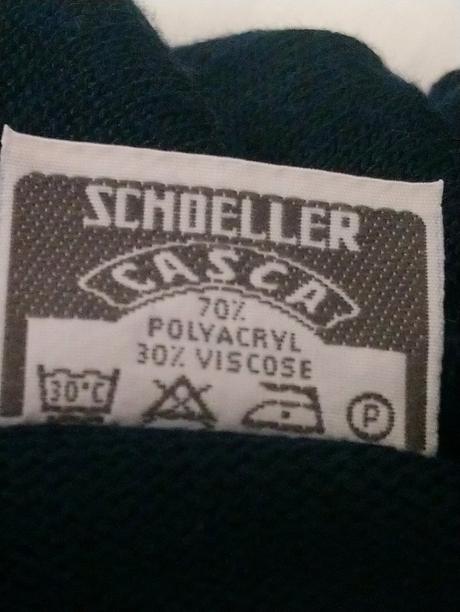 SCHOELLER
CASCA
70%
POLYACRYL
30% VISCOSE
30°C
P